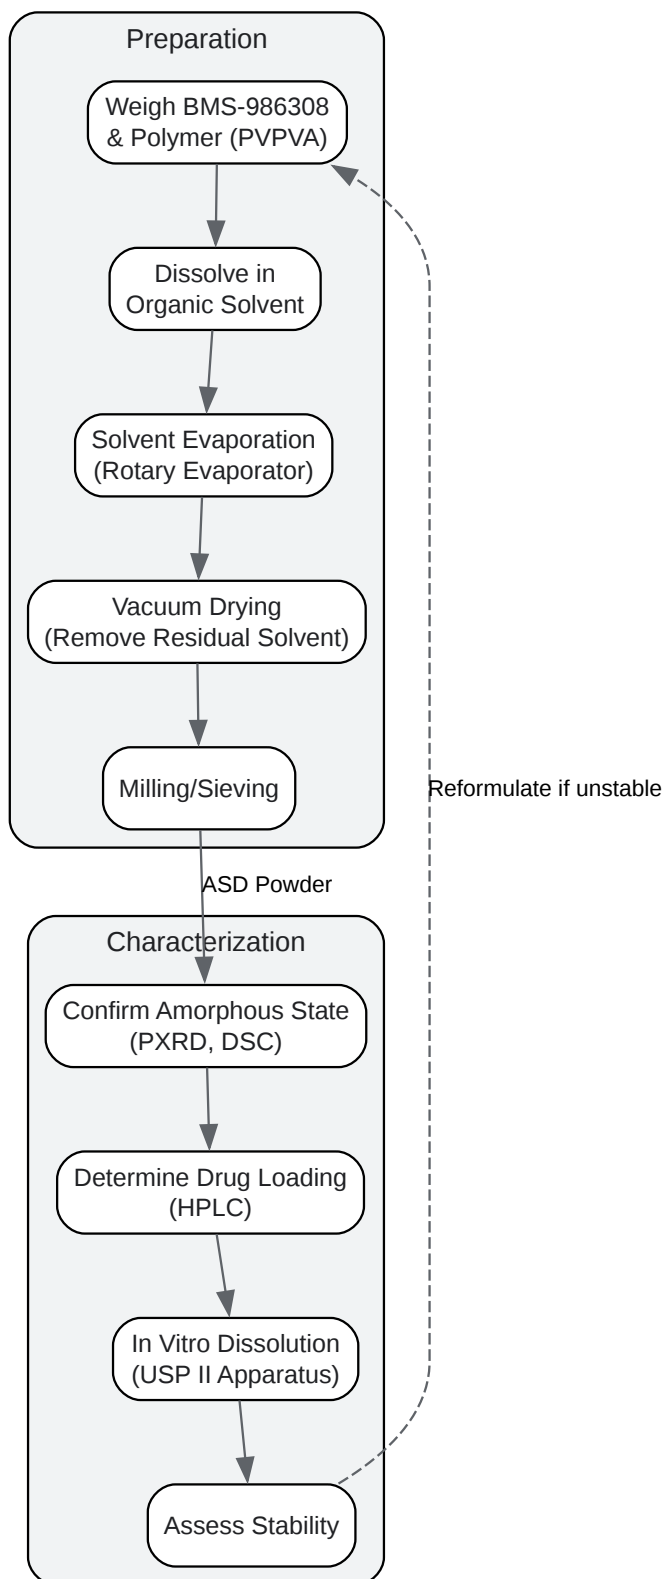 Preparation
Weigh BMS-986308
& Polymer (PVPVA)
Dissolve in
Organic Solvent
Solvent Evaporation
(Rotary Evaporator)
Vacuum Drying
(Remove Residual Solvent)
Milling/Sieving
Reformulate if unstable
ASD Powder
Characterization
Confirm Amorphous State
(PXRD, DSC)
Determine Drug Loading
(HPLC)
In Vitro Dissolution
(USP II Apparatus)
Assess Stability